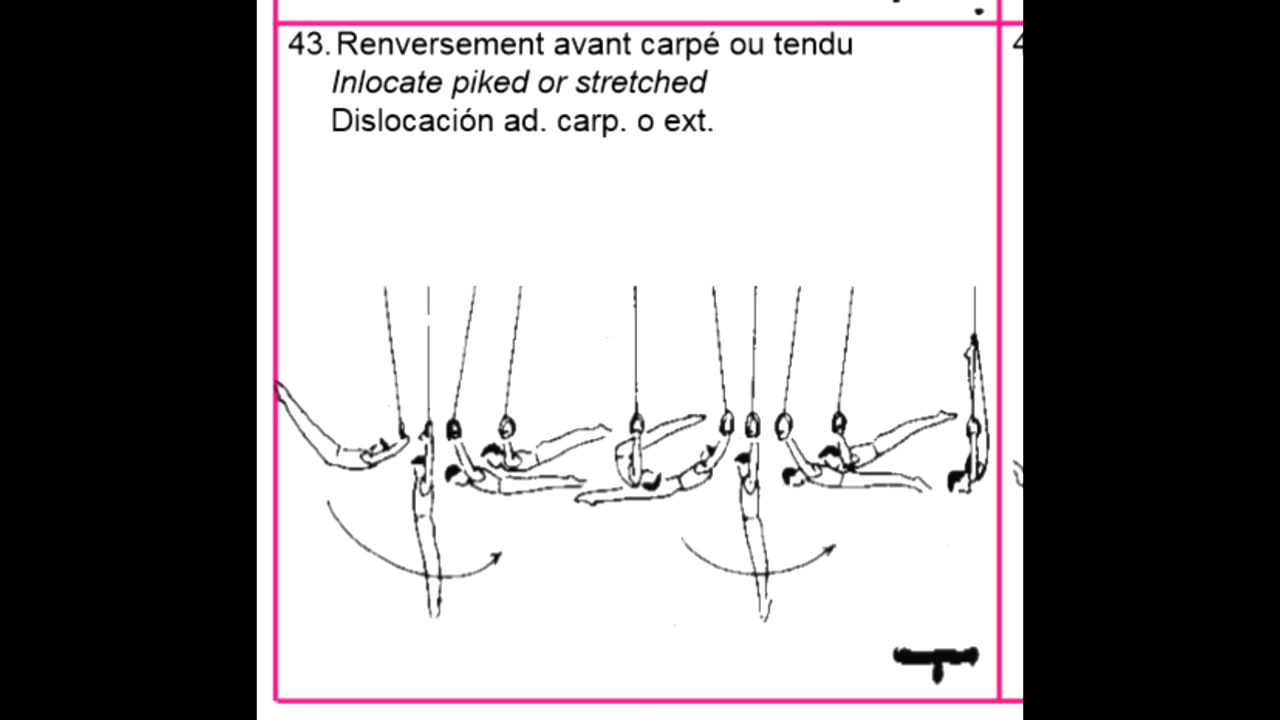 43. Renversement avant carpé ou tendu
Inlocate piked or stretched
Dislocación ad. carp. o ext.